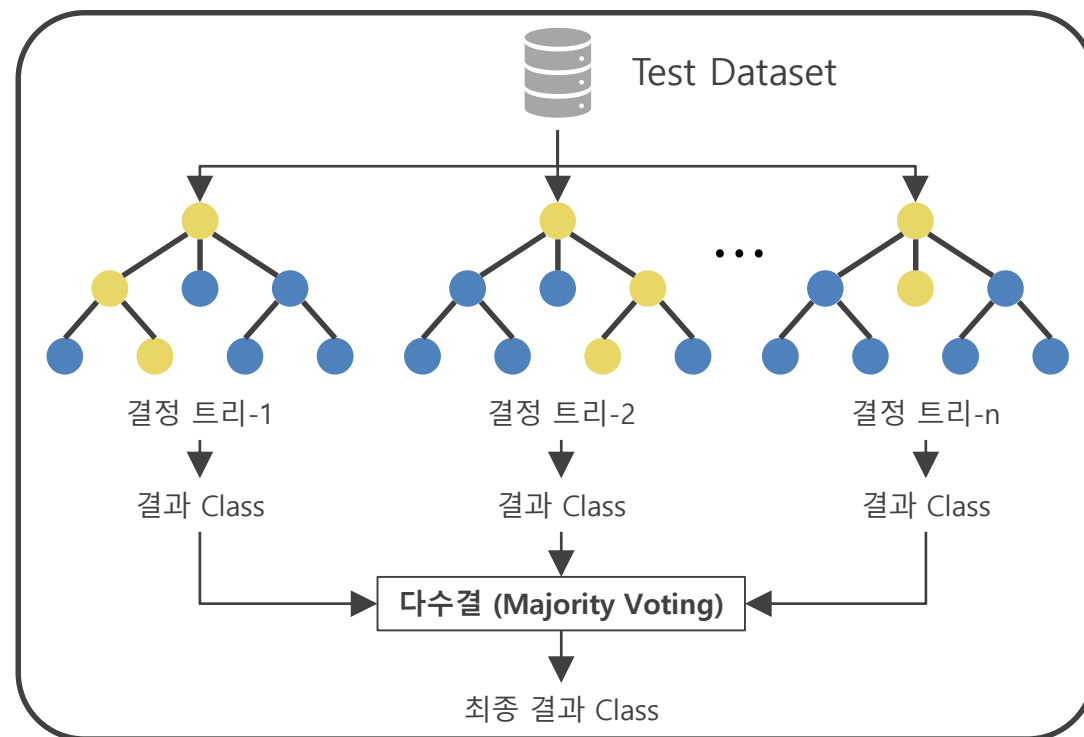 Test Dataset
...
결정 트리-1
결정 트리-2
결정 트리-n
결과 Class
결과 Class
결과 Class
다수결 (Majority Voting)
최종 결과 Class